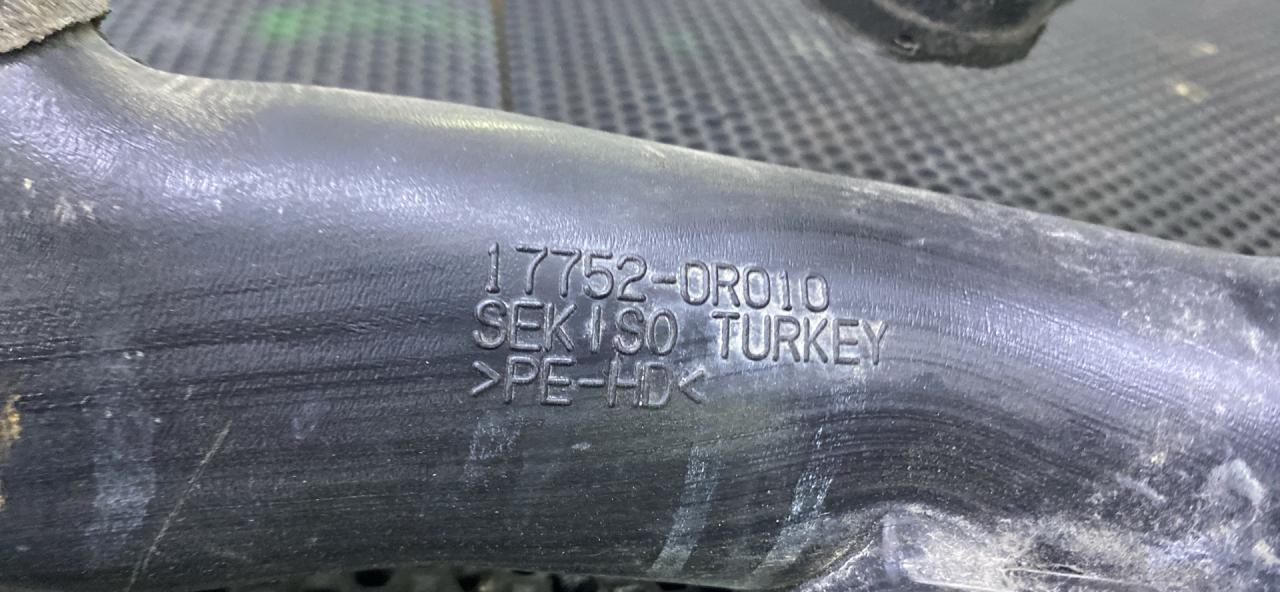 17752-0R010
SEKISO TURKEY
>PE-HD<